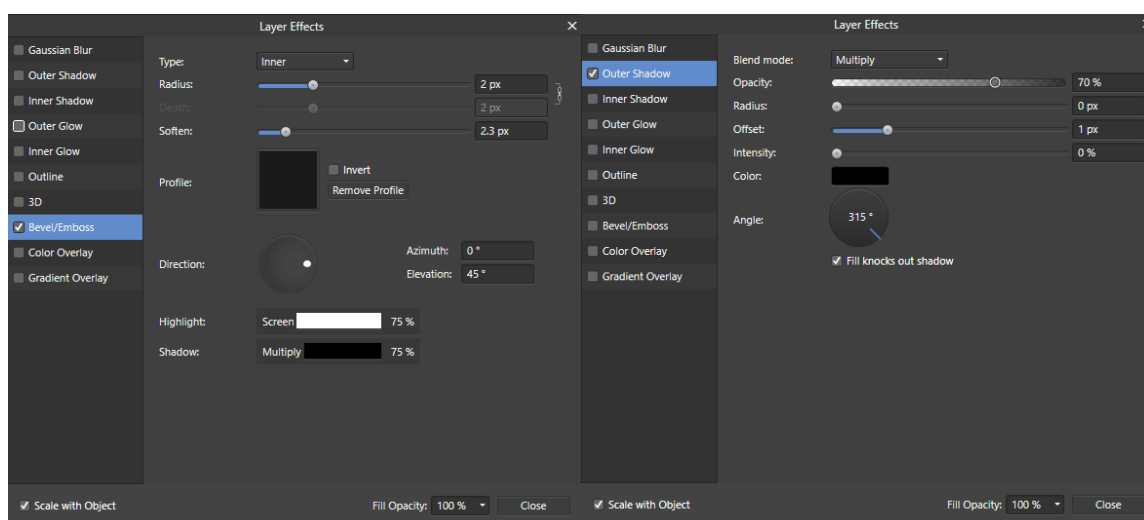 Layer Effects
Gaussian Blur
Outer Shadow
Inner Shadow
Outer Glow
Inner Glow
Outline
3D
Bevel/Emboss
Color Overlay
Gradient Overlay
Type: Inner
Radius: 2 px
Depth: 2 px
Soften: 2.3 px
Profile:
Invert
Remove Profile
Direction:
Azimuth: 0 °
Elevation: 45 °
Highlight: Screen 75 %
Shadow: Multiply 75 %
Scale with Object
Fill Opacity: 100 %
Close
Layer Effects
Gaussian Blur
Outer Shadow
Inner Shadow
Outer Glow
Inner Glow
Outline
3D
Bevel/Emboss
Color Overlay
Gradient Overlay
Blend mode: Multiply
Opacity: 70 %
Radius: 0 px
Offset: 1 px
Intensity: 0 %
Color:
Angle: 315 °
Fill knocks out shadow
Scale with Object
Fill Opacity: 100 %
Close